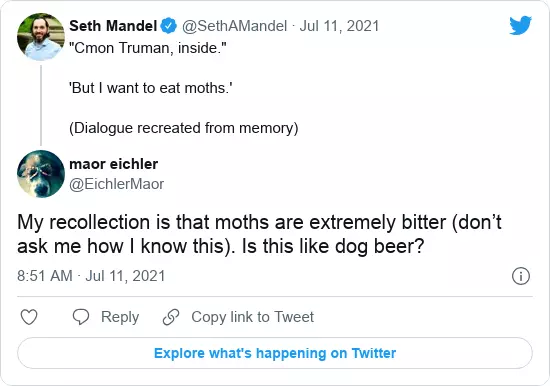 Seth Mandel @SethAMandel · Jul 11, 2021
"Cmon Truman, inside."
'But I want to eat moths.'
(Dialogue recreated from memory)
maor eichler
@EichlerMaor
My recollection is that moths are extremely bitter (don’t
ask me how I know this). Is this like dog beer?
8:51 AM · Jul 11, 2021
Reply Copy link to Tweet
Explore what's happening on Twitter